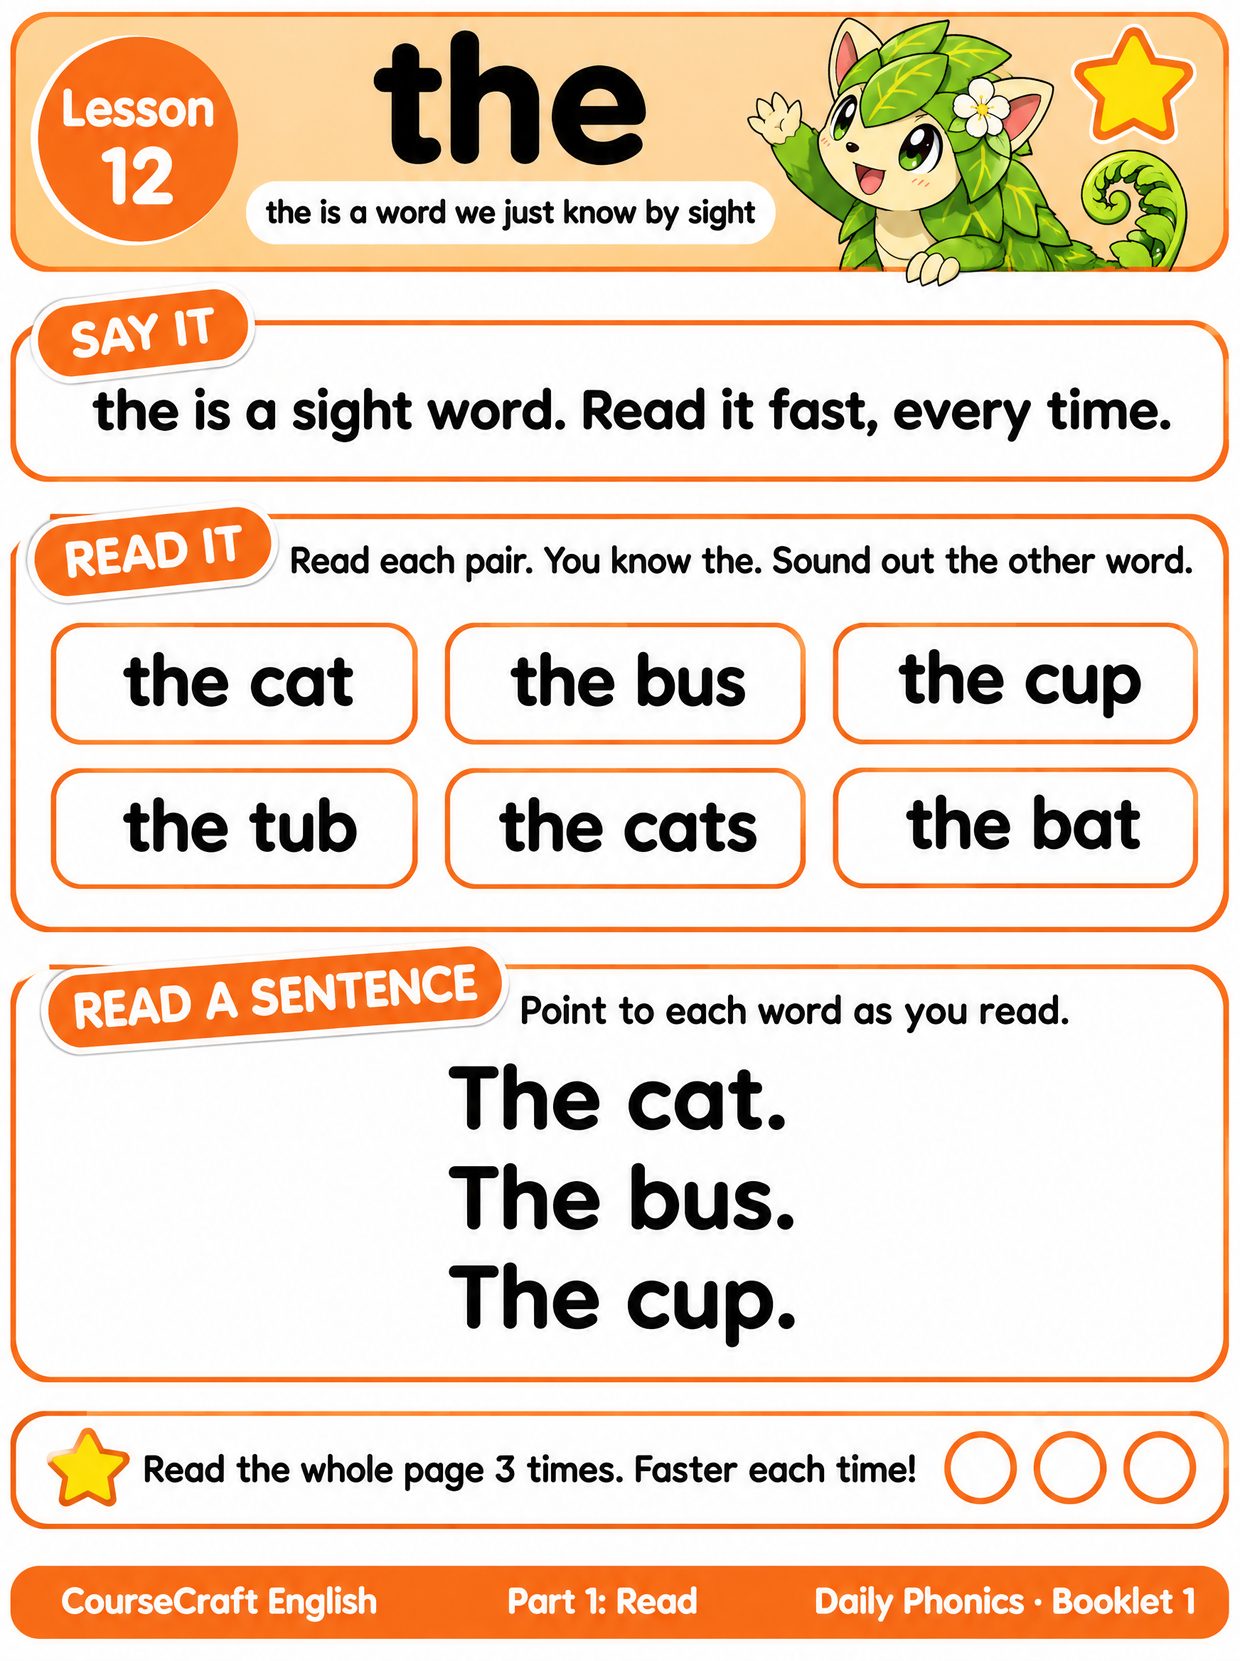 Lesson
12
the
the is a word we just know by sight
SAY IT
the is a sight word. Read it fast, every time.
READ IT
Read each pair. You know the. Sound out the other word.
the cat
the bus
the cup
the tub
the cats
the bat
READ A SENTENCE
Point to each word as you read.
The cat.
The bus.
The cup.
Read the whole page 3 times. Faster each time!
CourseCraft English
Part 1: Read
Daily Phonics · Booklet 1